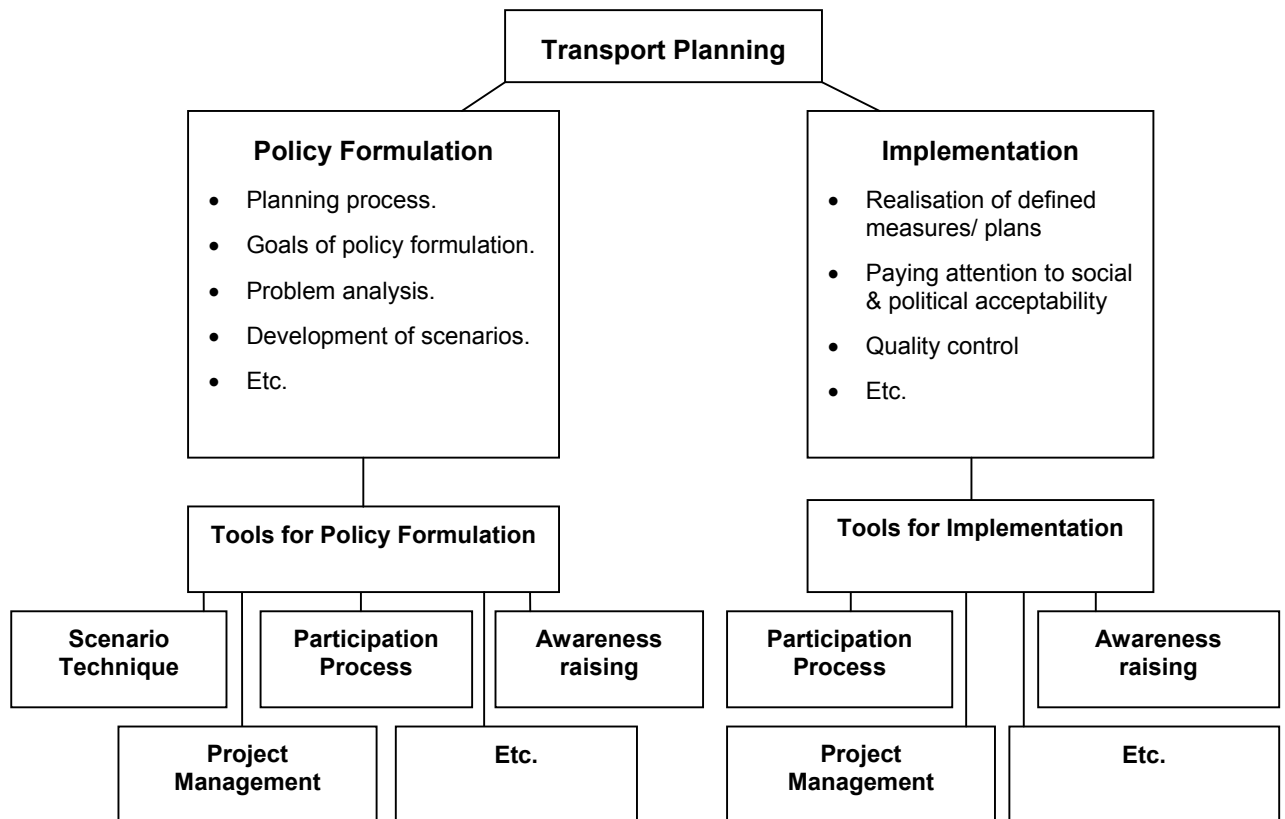 Transport Planning
Policy Formulation
• Planning process.
• Goals of policy formulation.
• Problem analysis.
• Development of scenarios.
• Etc.
Implementation
• Realisation of defined
measures/ plans
• Paying attention to social
& political acceptability
• Quality control
• Etc.
Tools for Policy Formulation
Tools for Implementation
Scenario
Technique
Participation
Process
Awareness
raising
Participation
Process
Awareness
raising
Project
Management
Etc.
Project
Management
Etc.